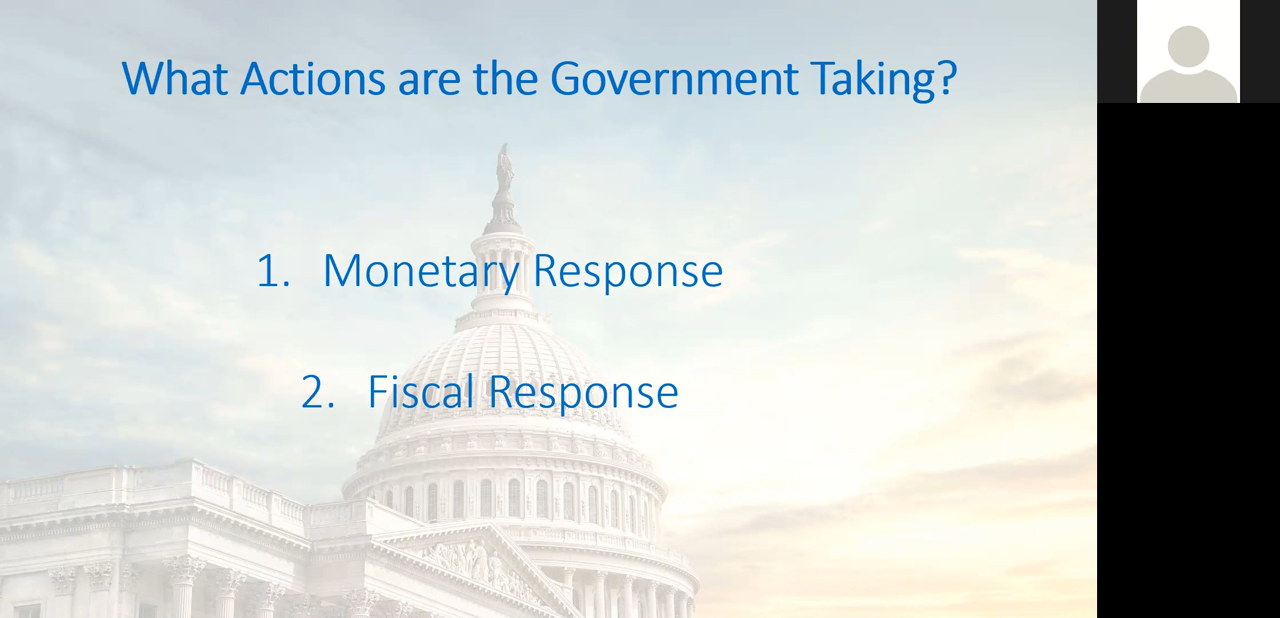 What Actions are the Government Taking?
1. Monetary Response
2. Fiscal Response